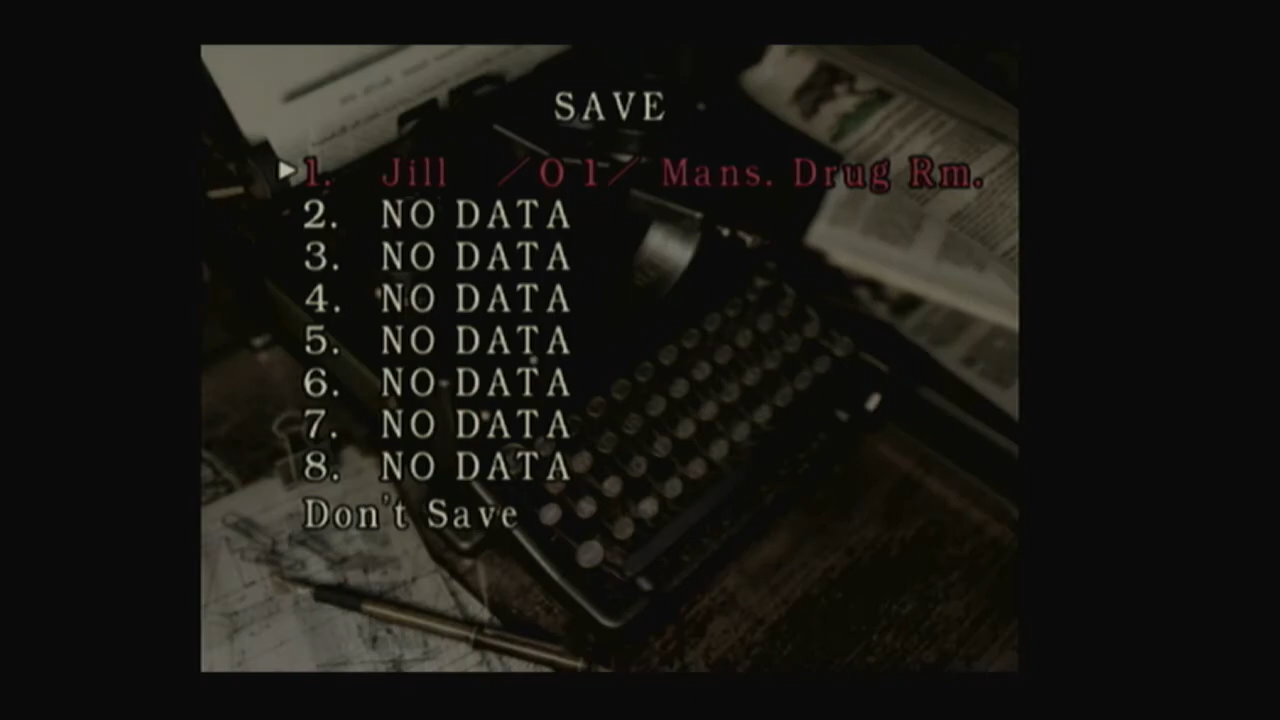 SAVE
1. Jill /01/ Mans. Drug Rm.
2. NO DATA
3. NO DATA
4. NO DATA
5. NO DATA
6. NO DATA
7. NO DATA
8. NO DATA
Don't Save